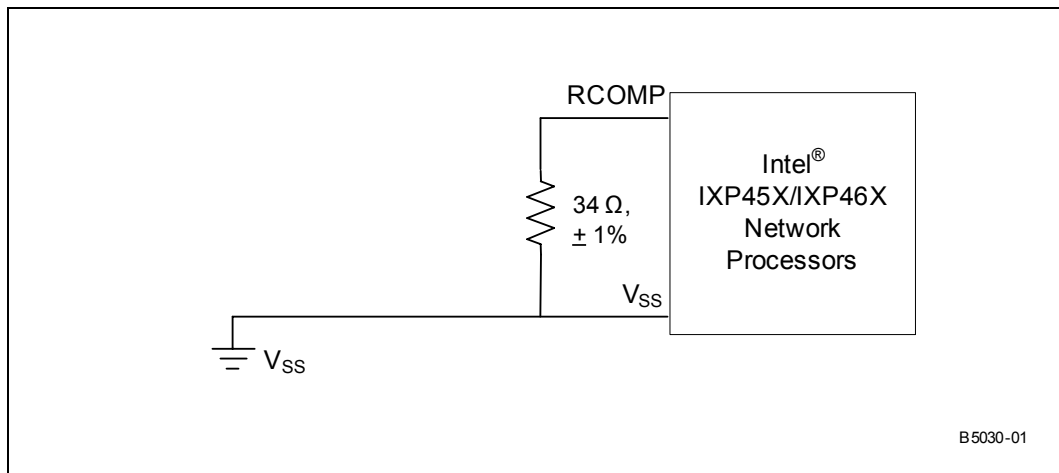 RCOMP
Intel®
IXP45X/IXP46X
Network
Processors
34 Ω,
± 1%
VSS
VSS
B5030-01